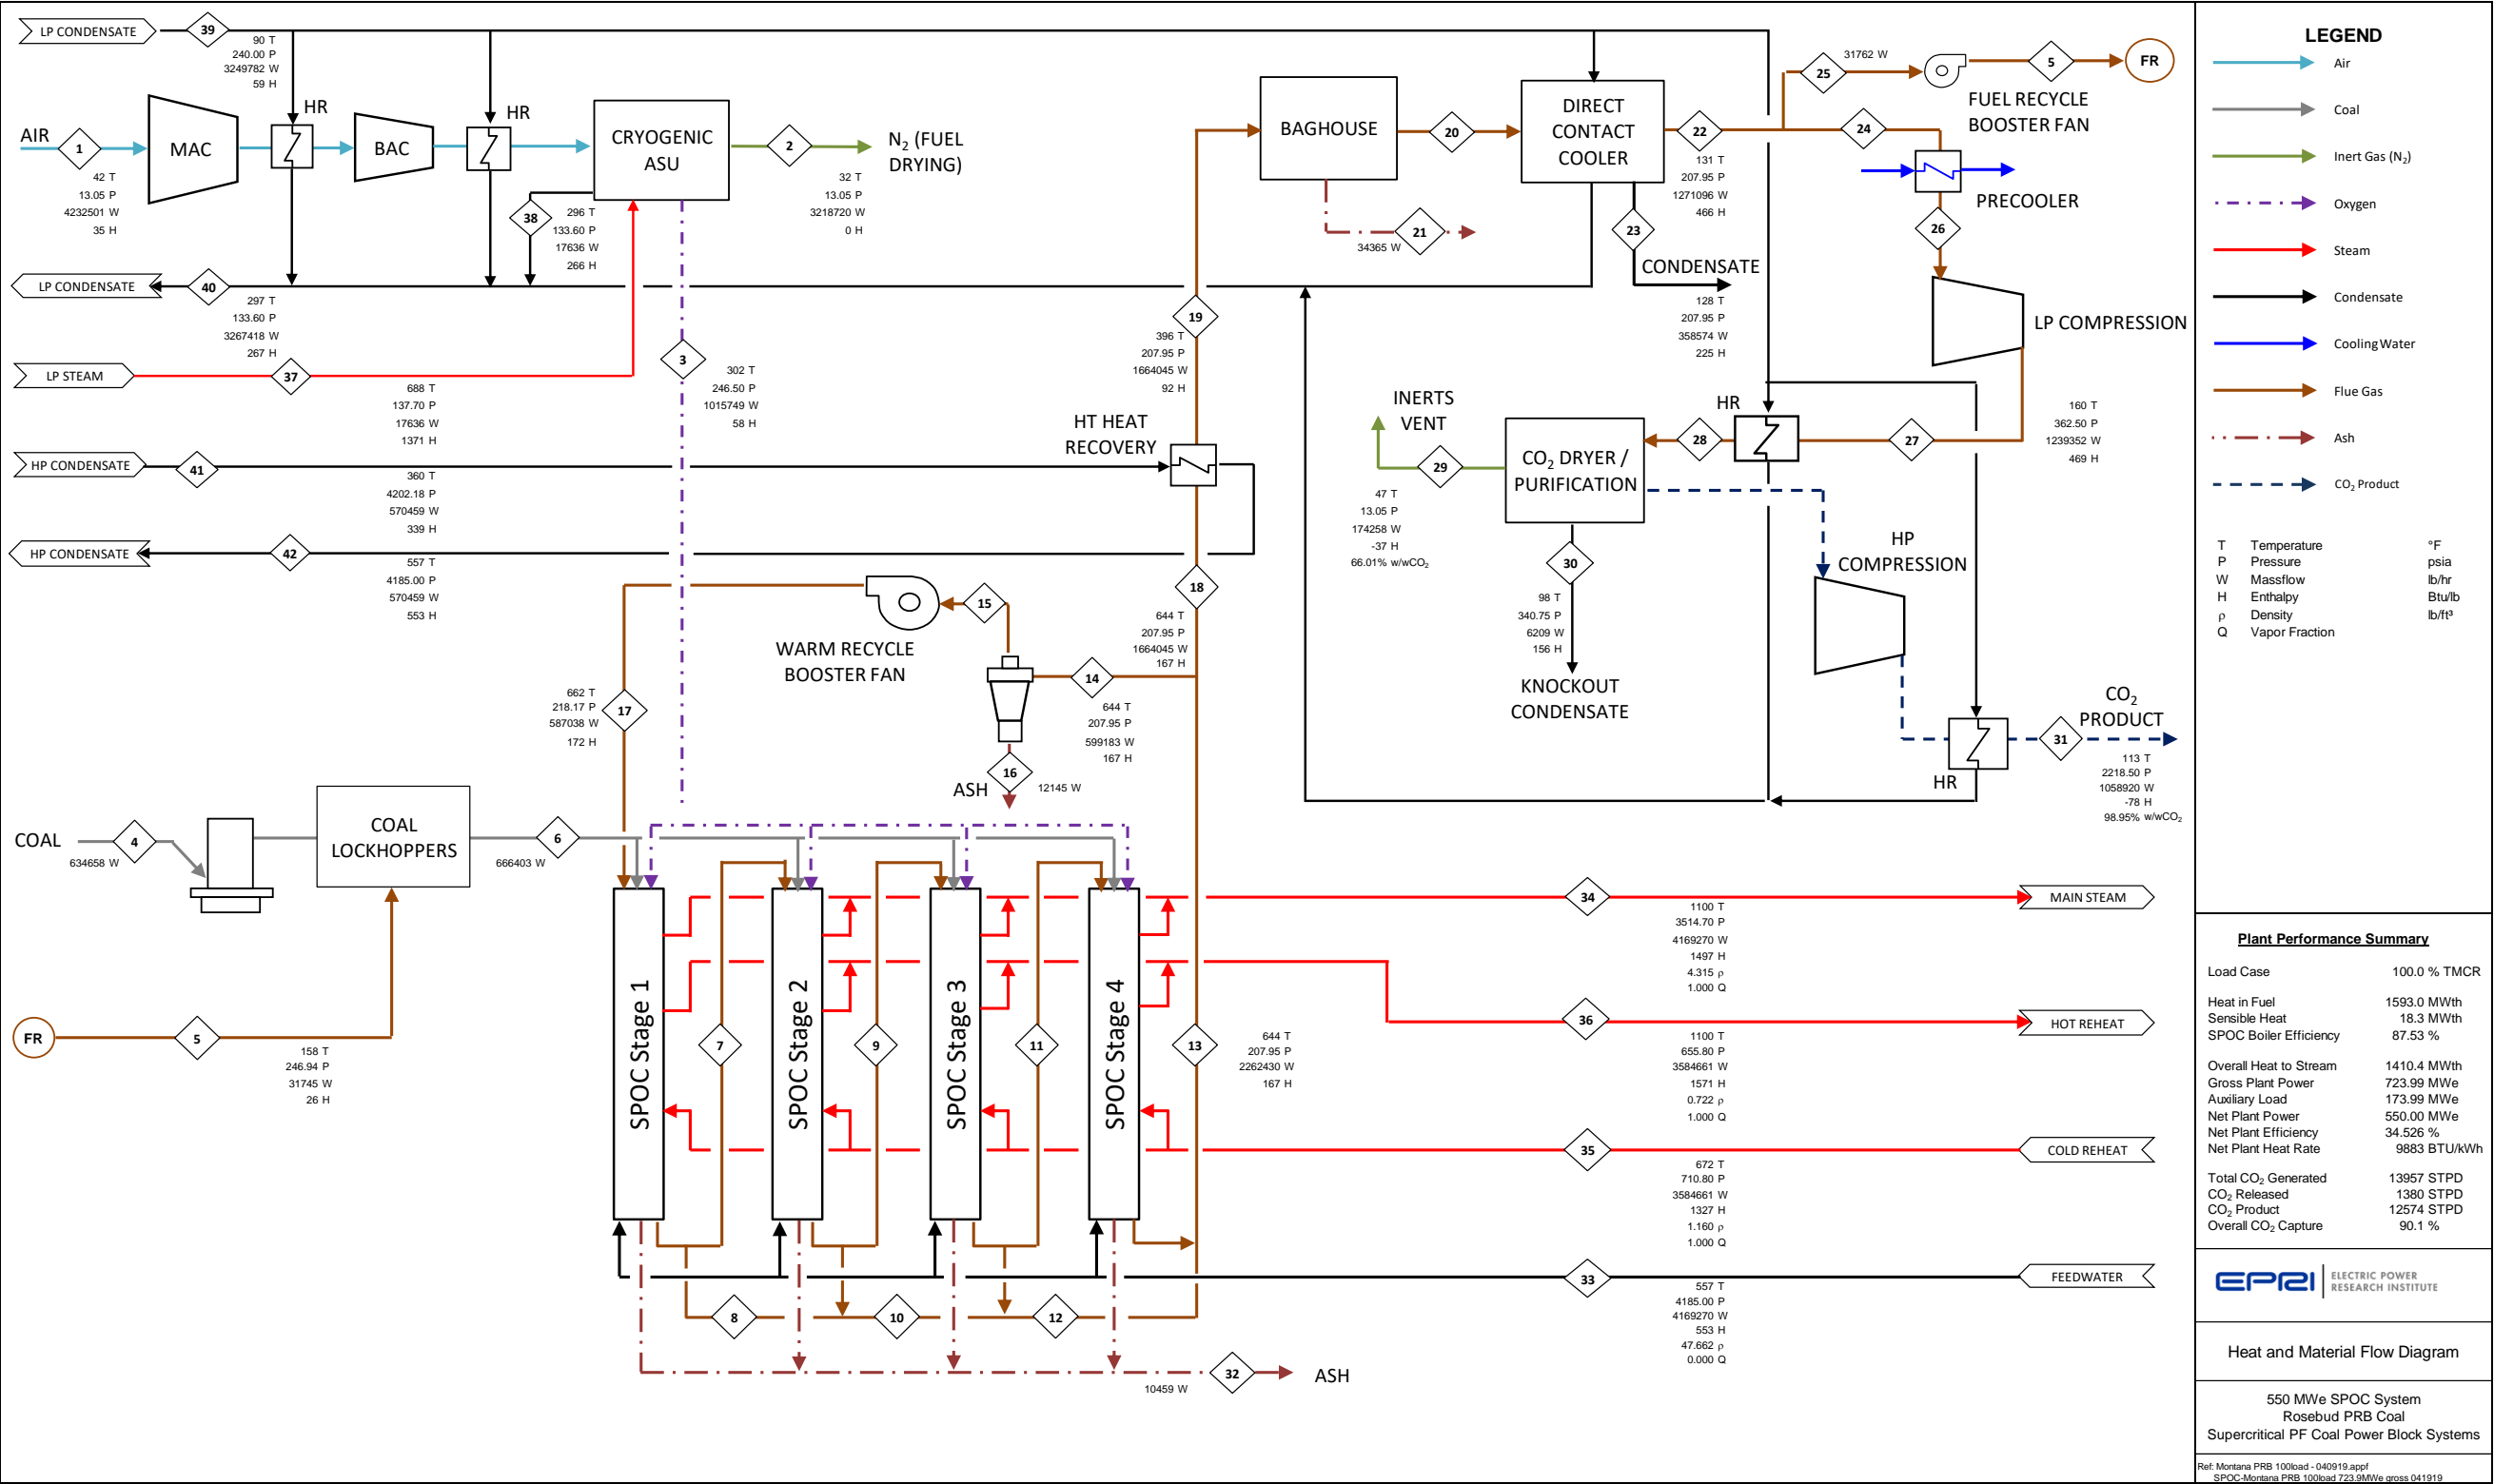 LP CONDENSATE
39
90 T
240.00 P
3249782 W
59 H
HR
HR
AIR
1
MAC
BAC
42 T
13.05 P
4232501 W
35 H
CRYOGENIC
ASU
2
N₂ (FUEL
DRYING)
32 T
13.05 P
3218720 W
0 H
38
296 T
133.60 P
17636 W
266 H
LP CONDENSATE
40
297 T
133.60 P
3267418 W
267 H
LP STEAM
37
688 T
137.70 P
17636 W
1371 H
3
302 T
246.50 P
1015749 W
58 H
HP CONDENSATE
41
360 T
4202.18 P
570459 W
339 H
HP CONDENSATE
42
557 T
4185.00 P
570459 W
553 H
BAGHOUSE
20
21
34365 W
DIRECT
CONTACT
COOLER
22
131 T
207.95 P
1271096 W
466 H
23
CONDENSATE
128 T
207.95 P
358574 W
225 H
25
31762 W
FUEL RECYCLE
BOOSTER FAN
5
FR
24
PRECOOLER
26
LP COMPRESSION
160 T
362.50 P
1239352 W
469 H
27
HR
28
CO₂ DRYER /
PURIFICATION
INERTS
VENT
29
47 T
13.05 P
174258 W
-37 H
66.01% w/wCO₂
30
98 T
340.75 P
6209 W
156 H
KNOCKOUT
CONDENSATE
HP
COMPRESSION
HR
31
CO₂
PRODUCT
113 T
2218.50 P
1058920 W
-78 H
98.95% w/wCO₂
19
396 T
207.95 P
1664045 W
92 H
HT HEAT
RECOVERY
18
644 T
207.95 P
1664045 W
167 H
15
WARM RECYCLE
BOOSTER FAN
14
644 T
207.95 P
599183 W
167 H
16
ASH
12145 W
17
662 T
218.17 P
587038 W
172 H
COAL
4
634658 W
COAL
LOCKHOPPERS
6
666403 W
FR
5
158 T
246.94 P
31745 W
26 H
SPOC Stage 1
SPOC Stage 2
SPOC Stage 3
SPOC Stage 4
7
9
11
13
644 T
207.95 P
2262430 W
167 H
8
10
12
32
10459 W
ASH
34
MAIN STEAM
1100 T
3514.70 P
4169270 W
1497 H
4.315 ρ
1.000 Q
36
HOT REHEAT
1100 T
655.80 P
3584661 W
1571 H
0.722 ρ
1.000 Q
35
COLD REHEAT
672 T
710.80 P
3584661 W
1327 H
1.160 ρ
1.000 Q
33
FEEDWATER
557 T
4185.00 P
4169270 W
553 H
47.662 ρ
0.000 Q
LEGEND
Air
Coal
Inert Gas (N₂)
Oxygen
Steam
Condensate
Cooling Water
Flue Gas
Ash
CO₂ Product
T Temperature °F
P Pressure psia
W Massflow lb/hr
H Enthalpy Btu/lb
ρ Density lb/ft³
Q Vapor Fraction
Plant Performance Summary
Load Case 100.0 % TMCR
Heat in Fuel 1593.0 MWth
Sensible Heat 18.3 MWth
SPOC Boiler Efficiency 87.53 %
Overall Heat to Stream 1410.4 MWth
Gross Plant Power 723.99 MWe
Auxiliary Load 173.99 MWe
Net Plant Power 550.00 MWe
Net Plant Efficiency 34.526 %
Net Plant Heat Rate 9883 BTU/kWh
Total CO₂ Generated 13957 STPD
CO₂ Released 1380 STPD
CO₂ Product 12574 STPD
Overall CO₂ Capture 90.1 %
EPRI ELECTRIC POWER
RESEARCH INSTITUTE
Heat and Material Flow Diagram
550 MWe SPOC System
Rosebud PRB Coal
Supercritical PF Coal Power Block Systems
Ref: Montana PRB 100load - 040919.appf
SPOC-Montana PRB 100load 723.9MWe gross 041919